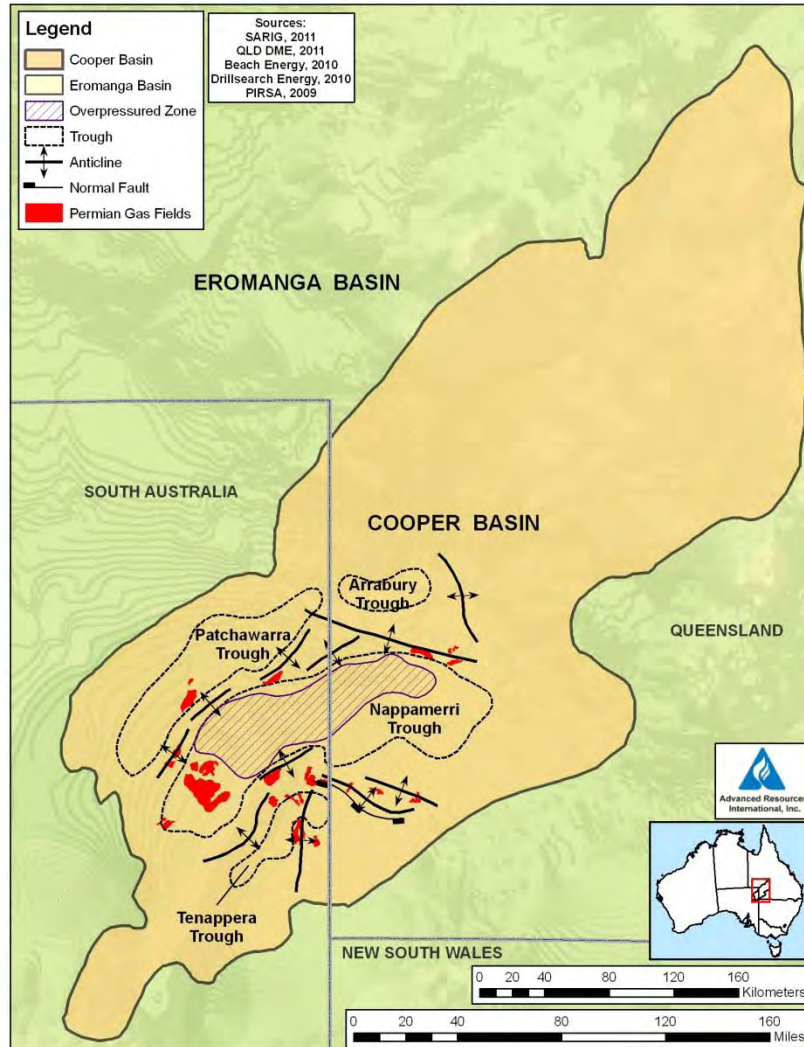 Legend
Cooper Basin
Eromanga Basin
Overpressured Zone
Trough
Anticline
Normal Fault
Permian Gas Fields
Sources:
SARIG, 2011
QLD DME, 2011
Beach Energy, 2010
Drillsearch Energy, 2010
PIRSA, 2009
EROMANGA BASIN
SOUTH AUSTRALIA
COOPER BASIN
Arrabury
Trough
Patchawarra
Trough
QUEENSLAND
Nappamerri
Trough
Tenappera
Trough
Advanced Resources
International, Inc.
NEW SOUTH WALES
0 20 40 80 120 160
Kilometers
0 20 40 80 120 160
Miles